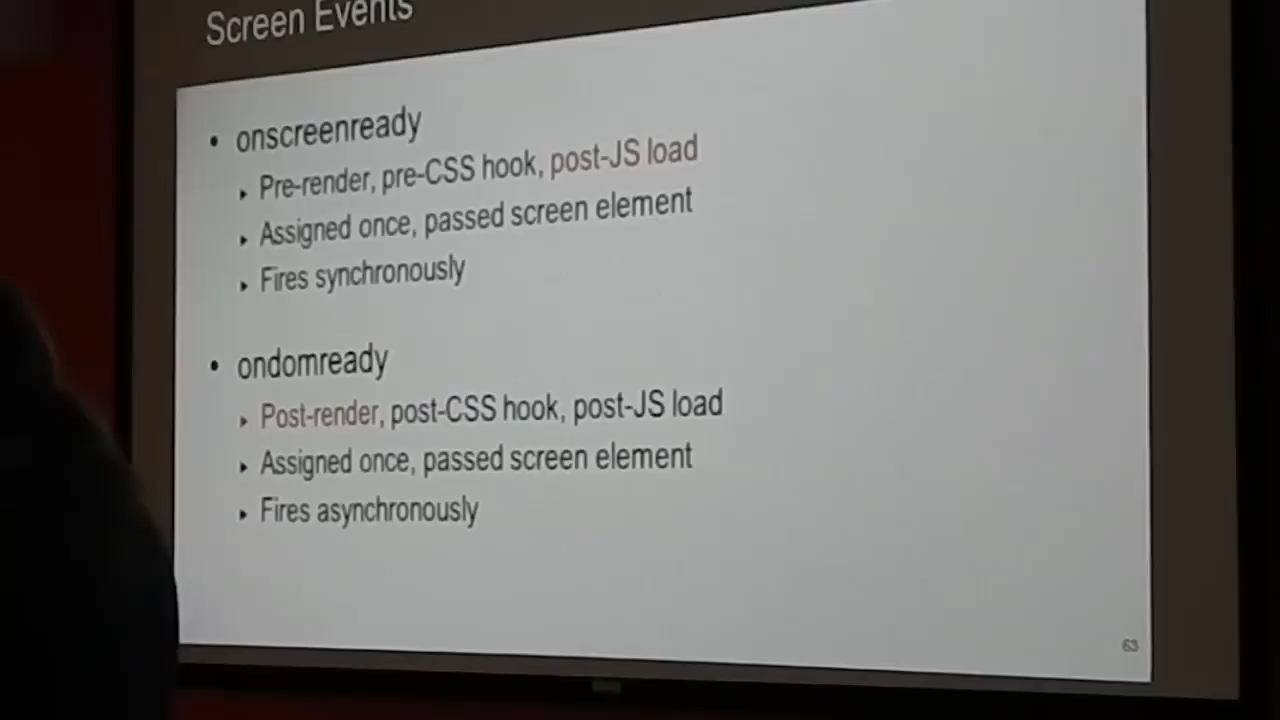 Screen Events
• onscreenready
▸ Pre-render, pre-CSS hook, post-JS load
▸ Assigned once, passed screen element
▸ Fires synchronously
• ondomready
▸ Post-render, post-CSS hook, post-JS load
▸ Assigned once, passed screen element
▸ Fires asynchronously
63